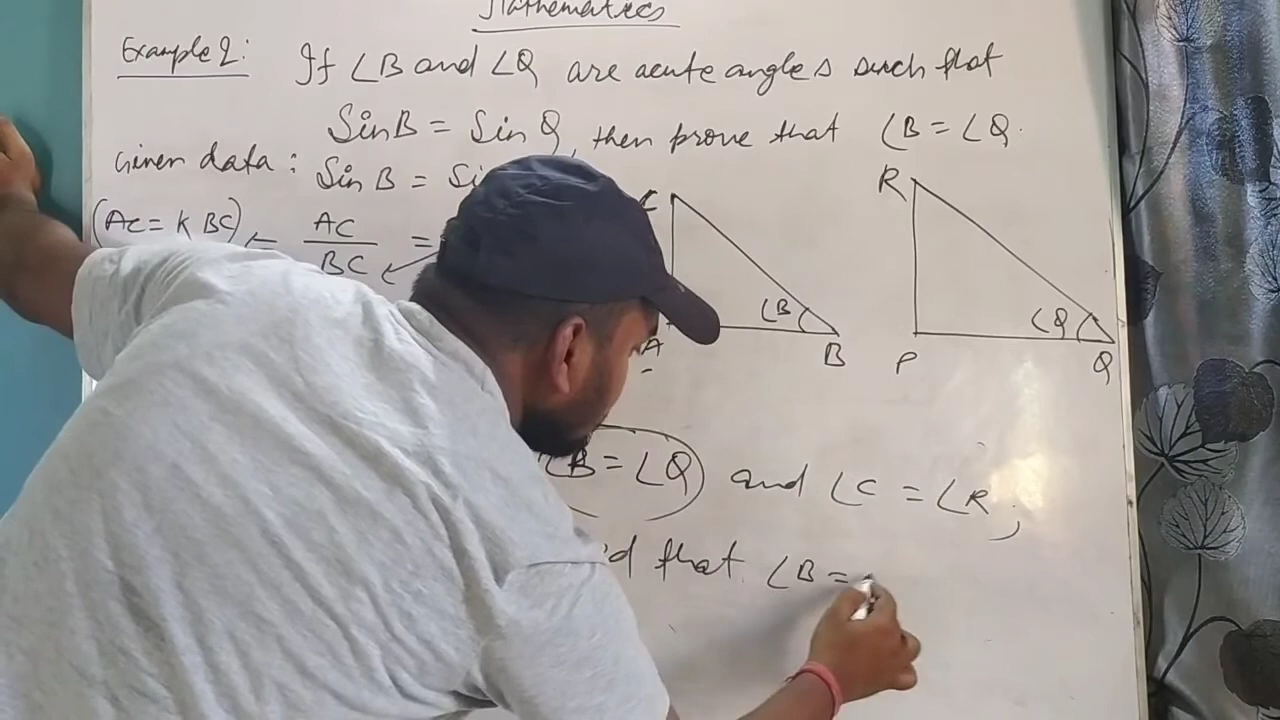 Mathematics
Example 2: If ∠B and ∠Q are acute angles such that
Sin B = Sin Q, then prove that ∠B = ∠Q.
Given data: Sin B = Si
(AC = K BC) ← AC / BC =
C
A
B
∠B
R
P
Q
∠Q
∠B = ∠Q) and ∠C = ∠R;
that ∠B =